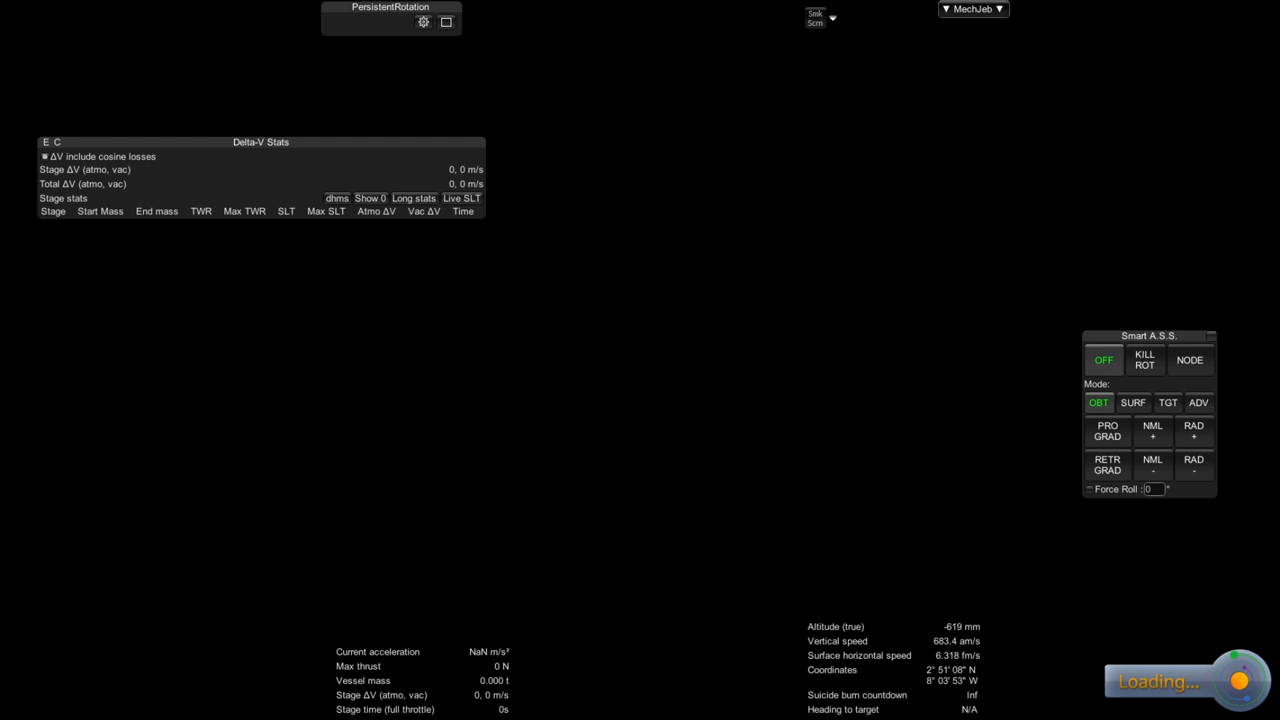 PersistentRotation
Smk
Scrn
▼ MechJeb ▼
E C Delta-V Stats
ΔV include cosine losses
Stage ΔV (atmo, vac) 0, 0 m/s
Total ΔV (atmo, vac) 0, 0 m/s
Stage stats dhms Show 0 Long stats Live SLT
Stage Start Mass End mass TWR Max TWR SLT Max SLT Atmo ΔV Vac ΔV Time
Smart A.S.S.
OFF KILL ROT NODE
Mode:
OBT SURF TGT ADV
PRO GRAD NML + RAD +
RETR GRAD NML - RAD -
Force Roll : 0 °
Current acceleration NaN m/s²
Max thrust 0 N
Vessel mass 0.000 t
Stage ΔV (atmo, vac) 0, 0 m/s
Stage time (full throttle) 0s
Altitude (true) -619 mm
Vertical speed 683.4 am/s
Surface horizontal speed 6.318 fm/s
Coordinates 2° 51' 08" N
8° 03' 53" W
Suicide burn countdown Inf
Heading to target N/A
Loading...